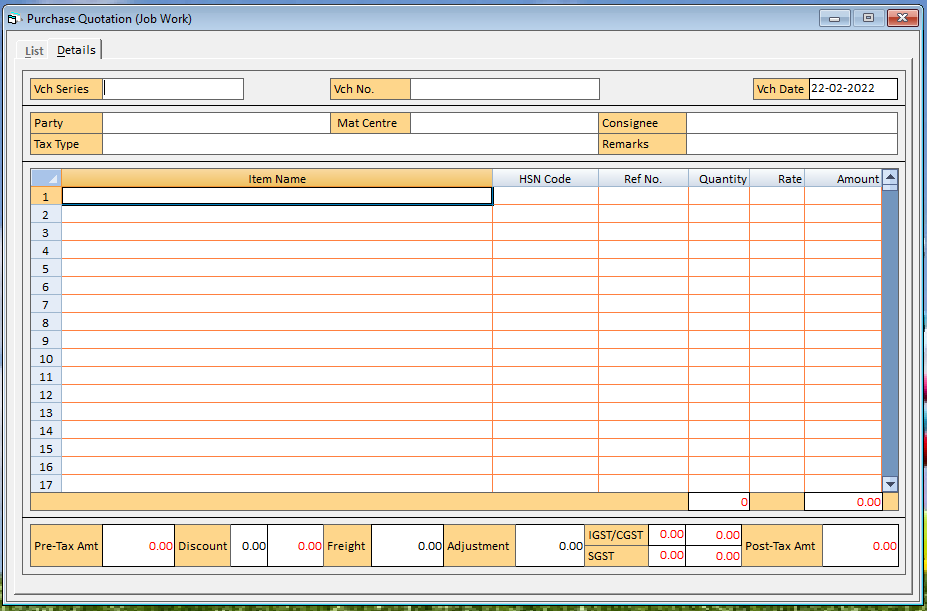 Purchase Quotation (Job Work)
List Details
Vch Series Vch No. Vch Date 22-02-2022
Party Mat Centre Consignee
Tax Type Remarks
Item Name HSN Code Ref No. Quantity Rate Amount
1
2
3
4
5
6
7
8
9
10
11
12
13
14
15
16
17
0 0.00
IGST/CGST 0.00 0.00
Pre-Tax Amt 0.00 Discount 0.00 0.00 Freight 0.00 Adjustment 0.00 Post-Tax Amt 0.00
SGST 0.00 0.00